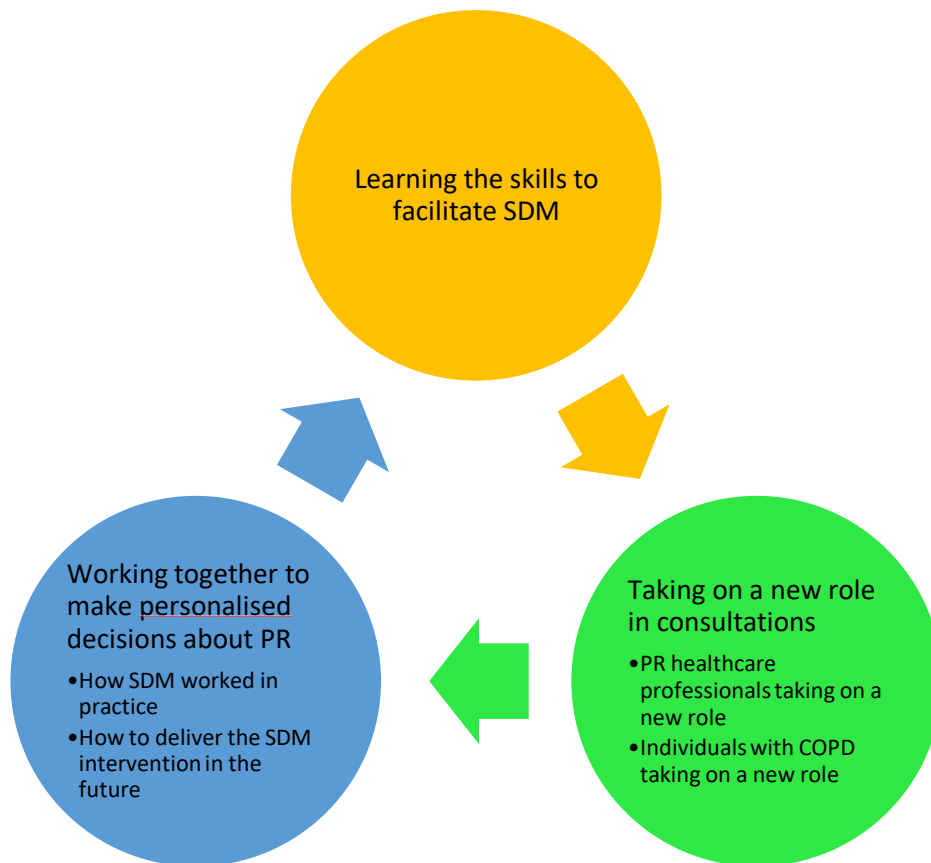 Learning the skills to
facilitate SDM
Working together to
make personalised
decisions about PR
•How SDM worked in
practice
•How to deliver the SDM
intervention in the
future
Taking on a new role
in consultations
•PR healthcare
professionals taking on a
new role
•Individuals with COPD
taking on a new role